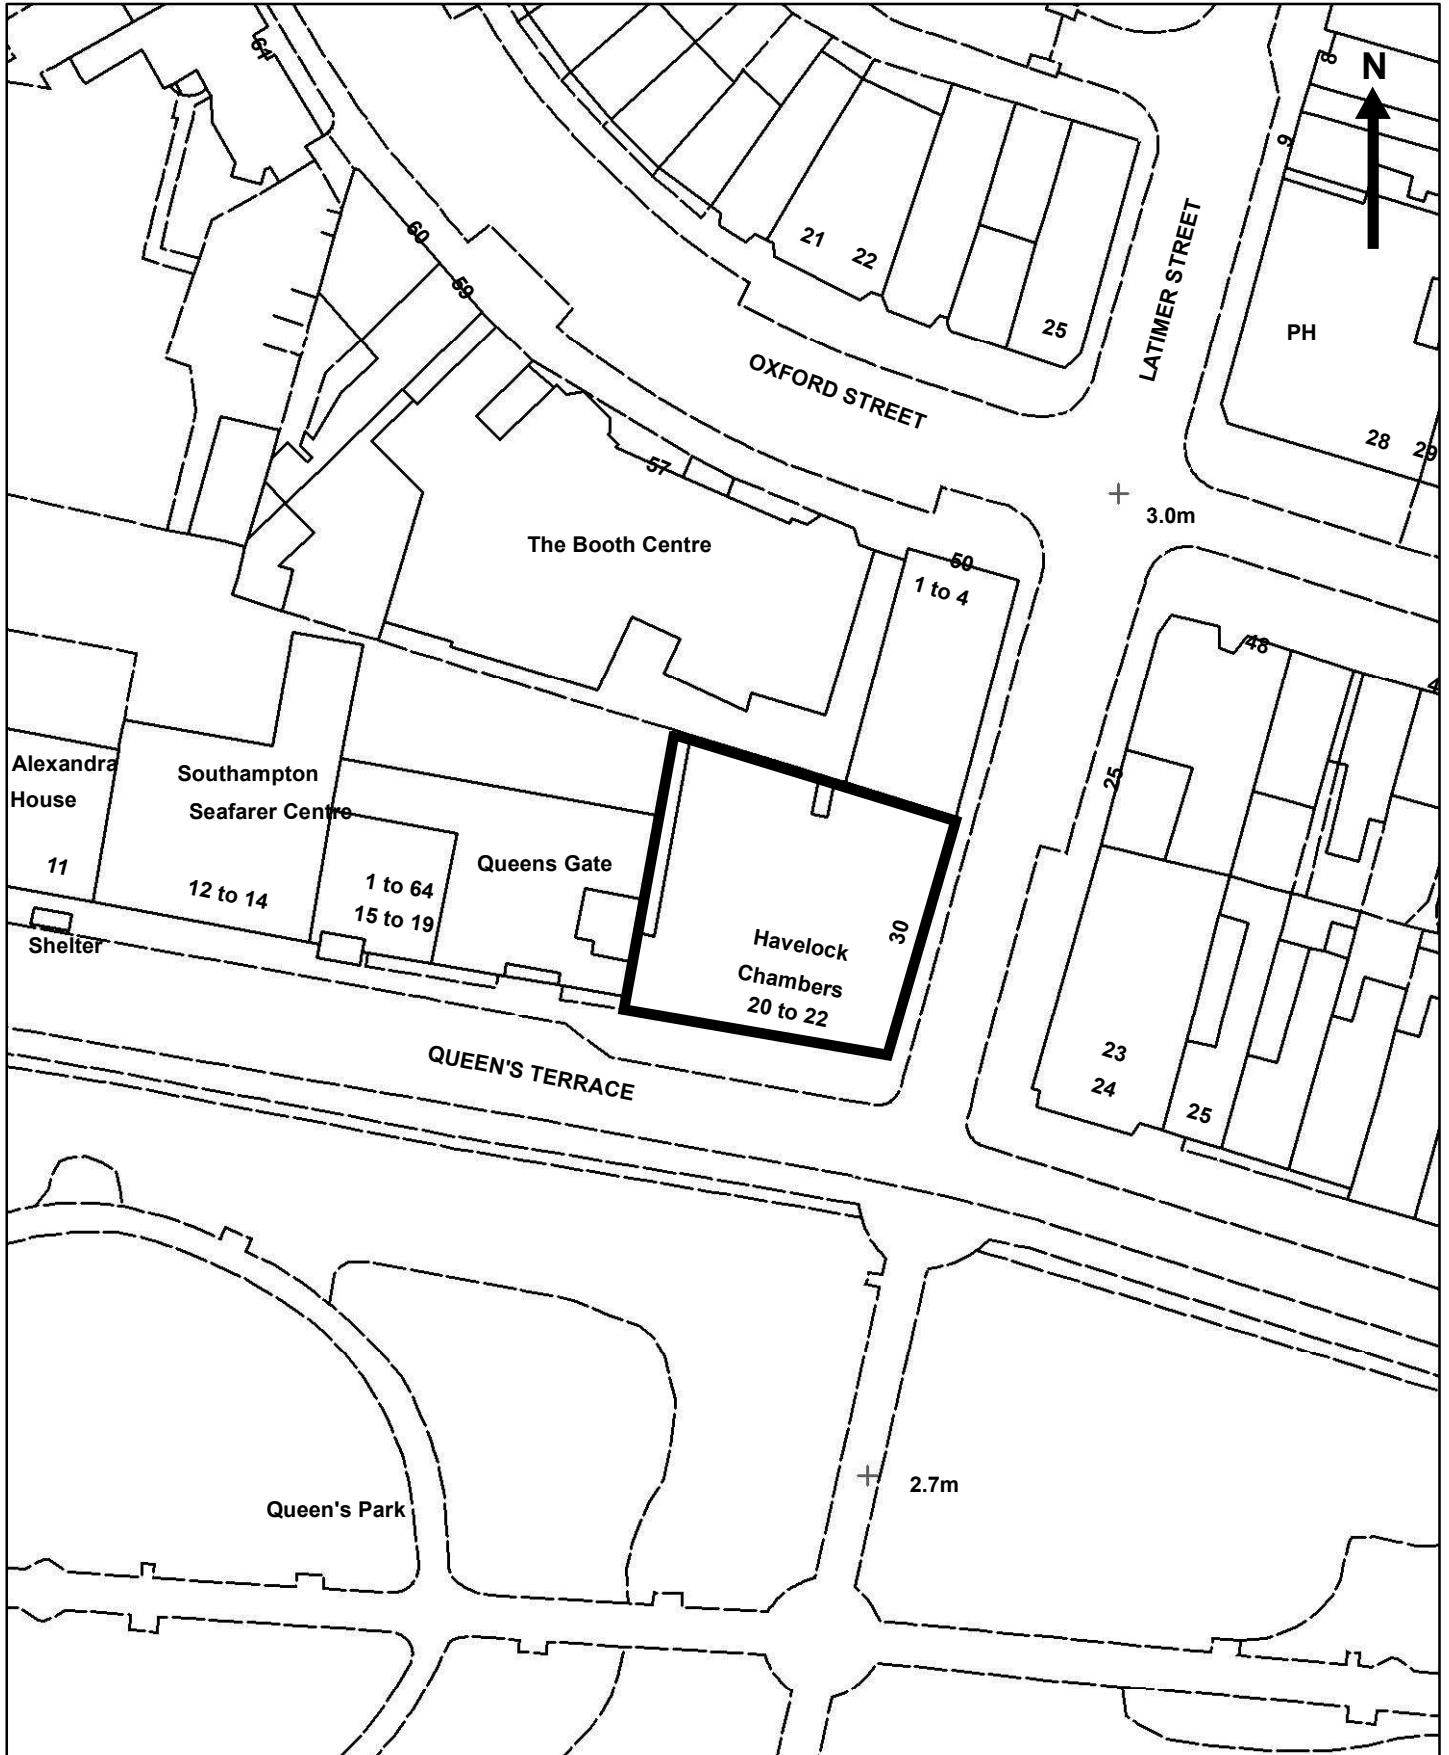 64
8
N
6
60
59
21
22
25
LATIMER STREET
PH
OXFORD STREET
28
29
57
3.0m
The Booth Centre
50
1 to 4
48
4
25
Alexandra
House
11
Southampton
Seafarer Centre
12 to 14
1 to 64
15 to 19
Queens Gate
Shelter
30
Havelock
Chambers
20 to 22
QUEEN'S TERRACE
23
24
25
Queen's Park
2.7m